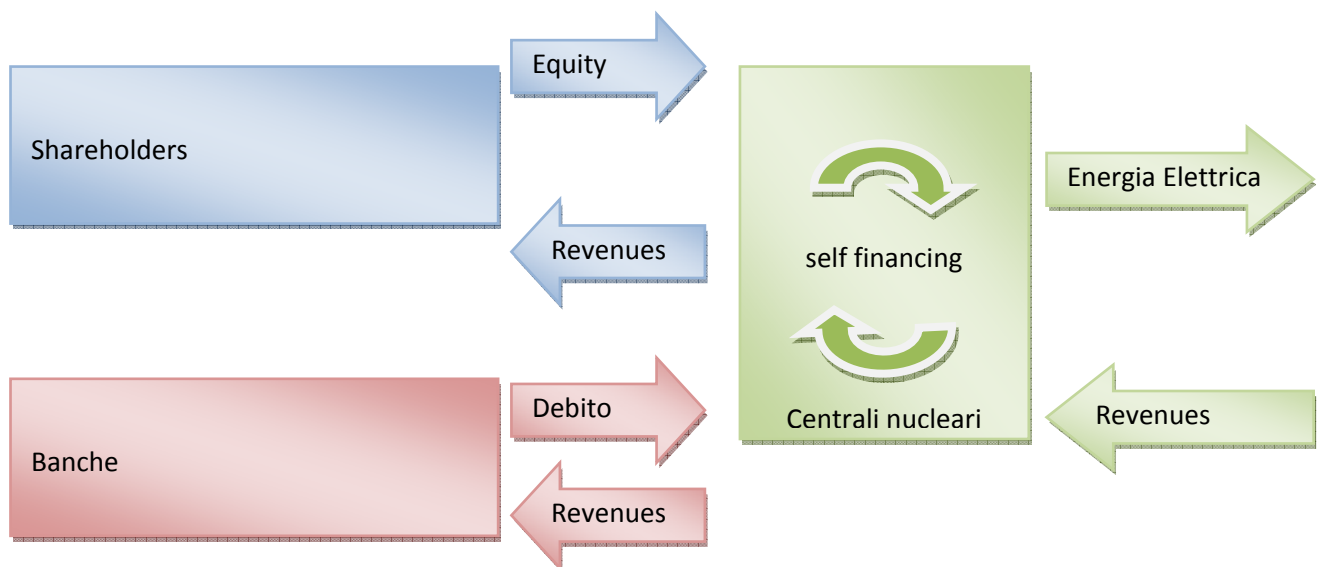 Equity
Shareholders
Revenues
Debito
Banche
Revenues
self financing
Centrali nucleari
Energia Elettrica
Revenues